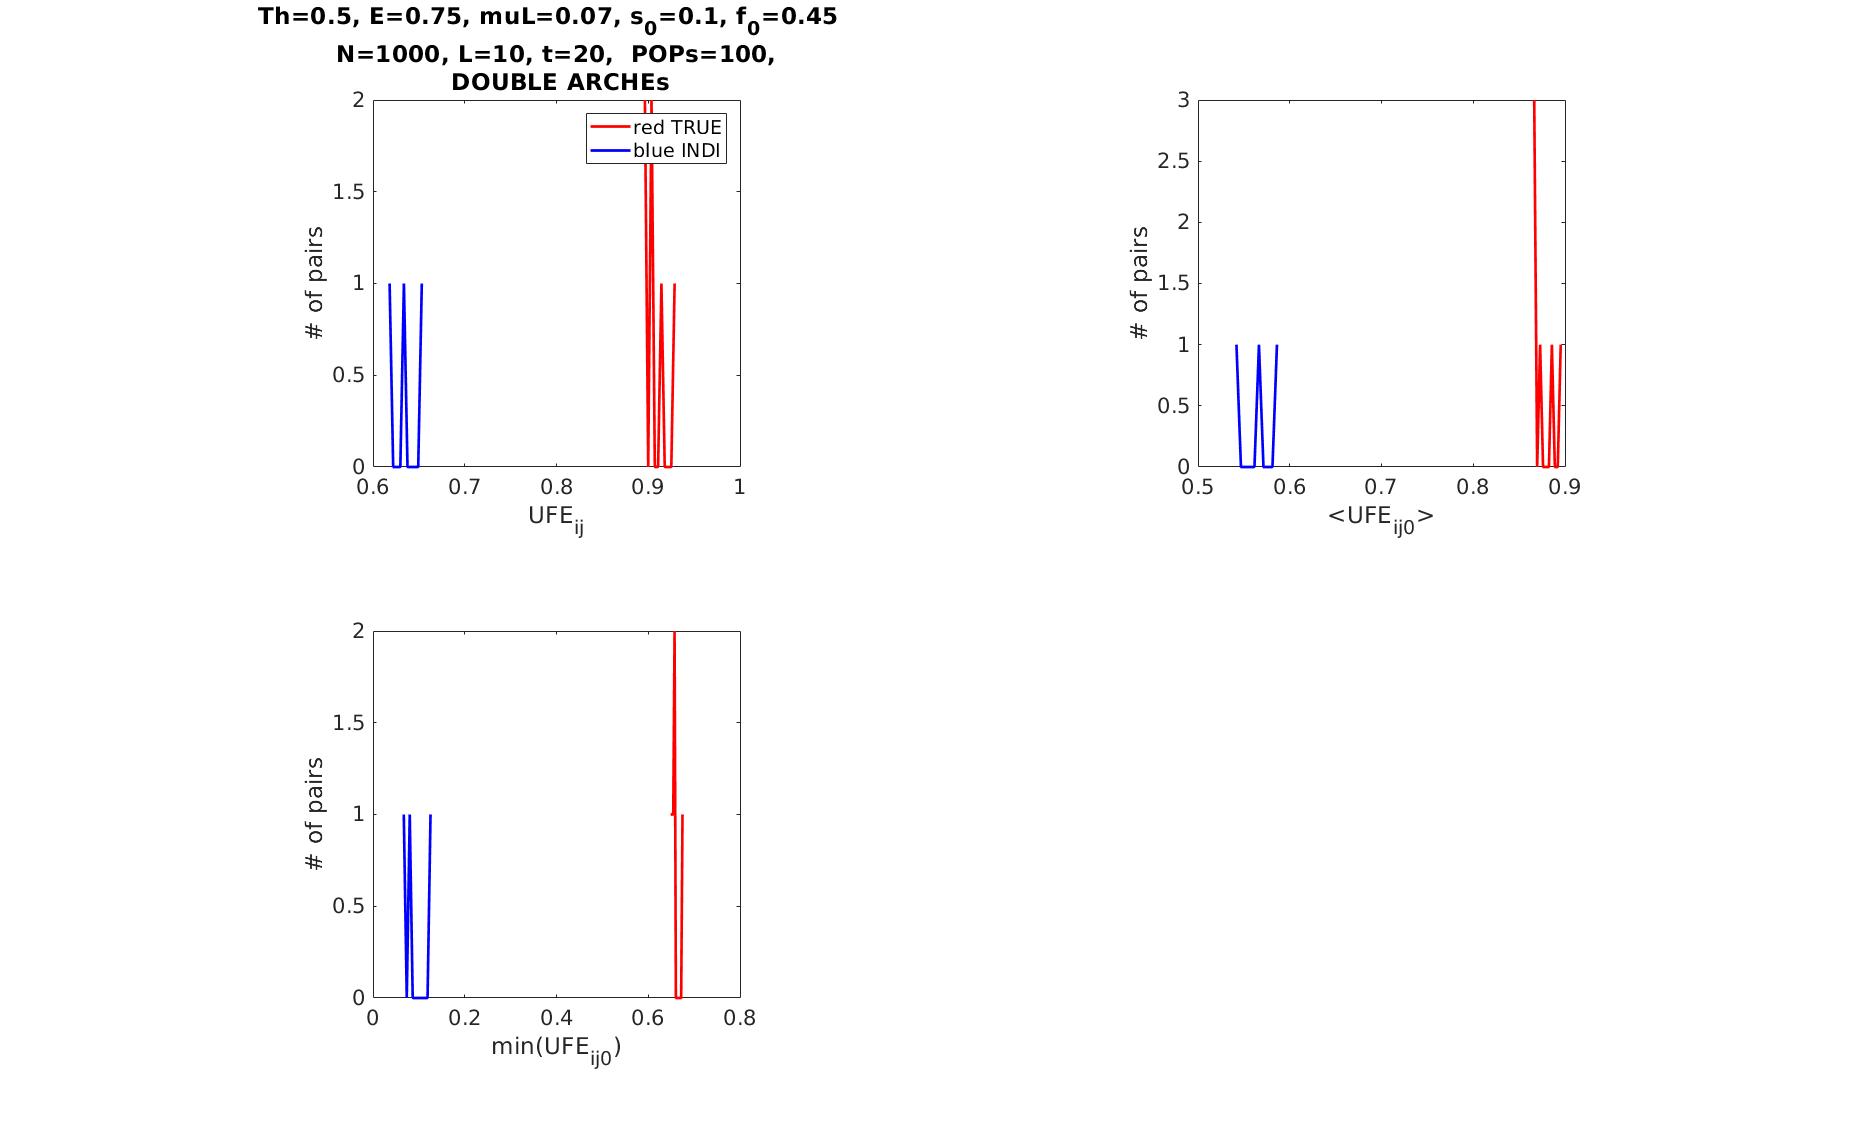 Th=0.5, E=0.75, muL=0.07, s0=0.1, f0=0.45
N=1000, L=10, t=20,  POPs=100,
DOUBLE ARCHEs
red TRUE
blue INDI
2
1.5
1
0.5
0
# of pairs
0.6 0.7 0.8 0.9 1
UFEij
3
2.5
2
1.5
1
0.5
0
# of pairs
0.5 0.6 0.7 0.8 0.9
<UFEij0>
2
1.5
1
0.5
0
# of pairs
0 0.2 0.4 0.6 0.8
min(UFEij0)